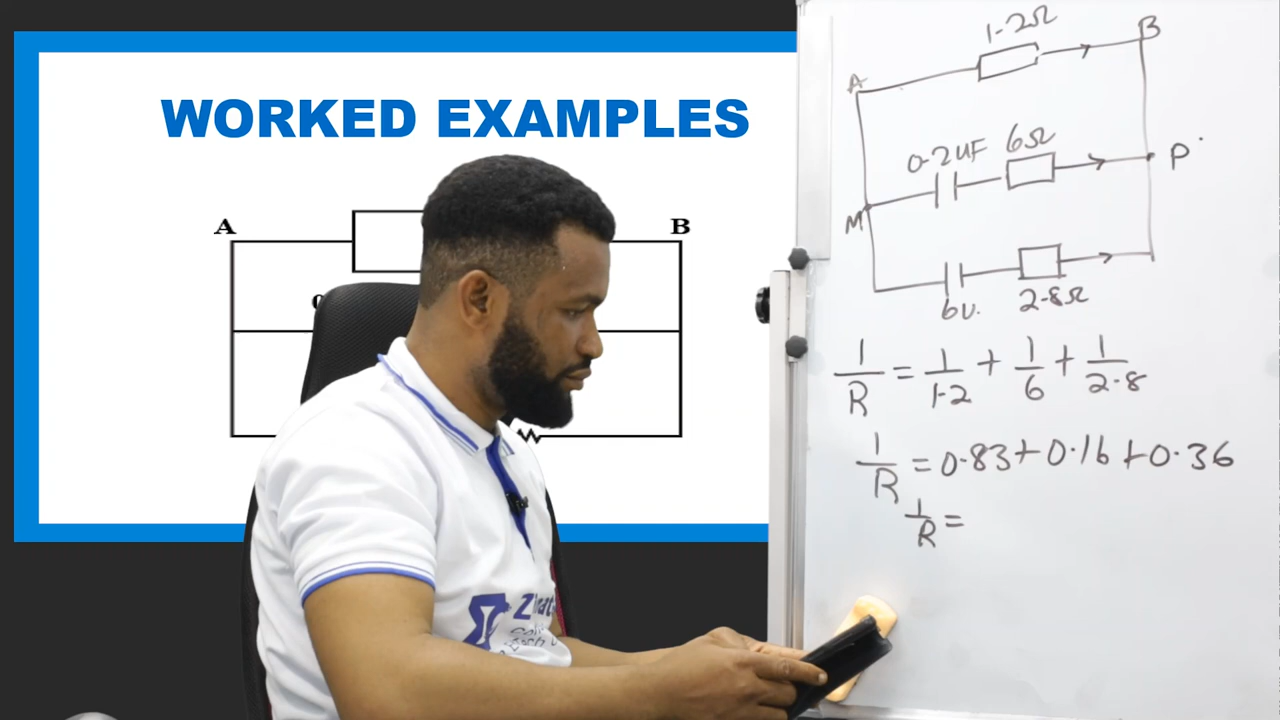 WORKED EXAMPLES
A
B
1.2Ω
A
B
0.2uF 6Ω
P
M
6v.
2.8Ω
1/R = 1/1.2 + 1/6 + 1/2.8
1/R = 0.83+0.16+0.36
1/R =